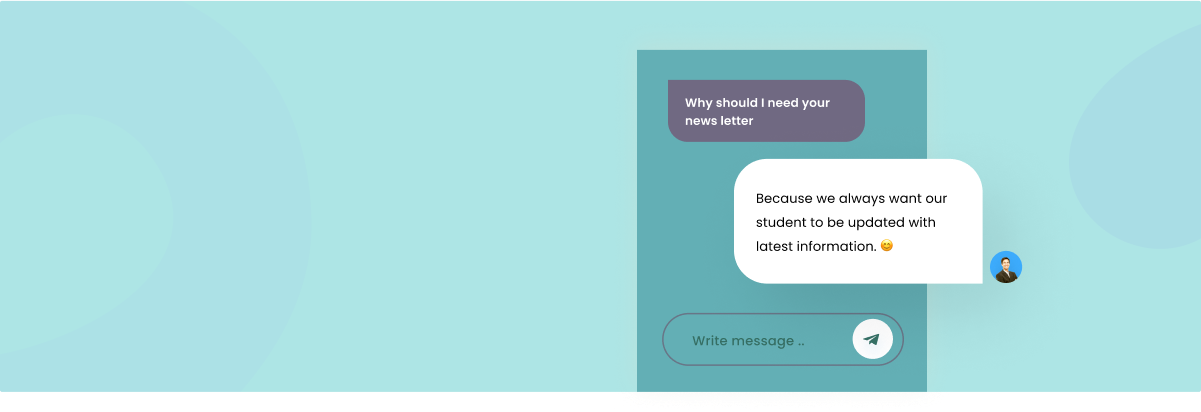 Why should I need your
news letter
Because we always want our
student to be updated with
latest information. 😊
Write message ..